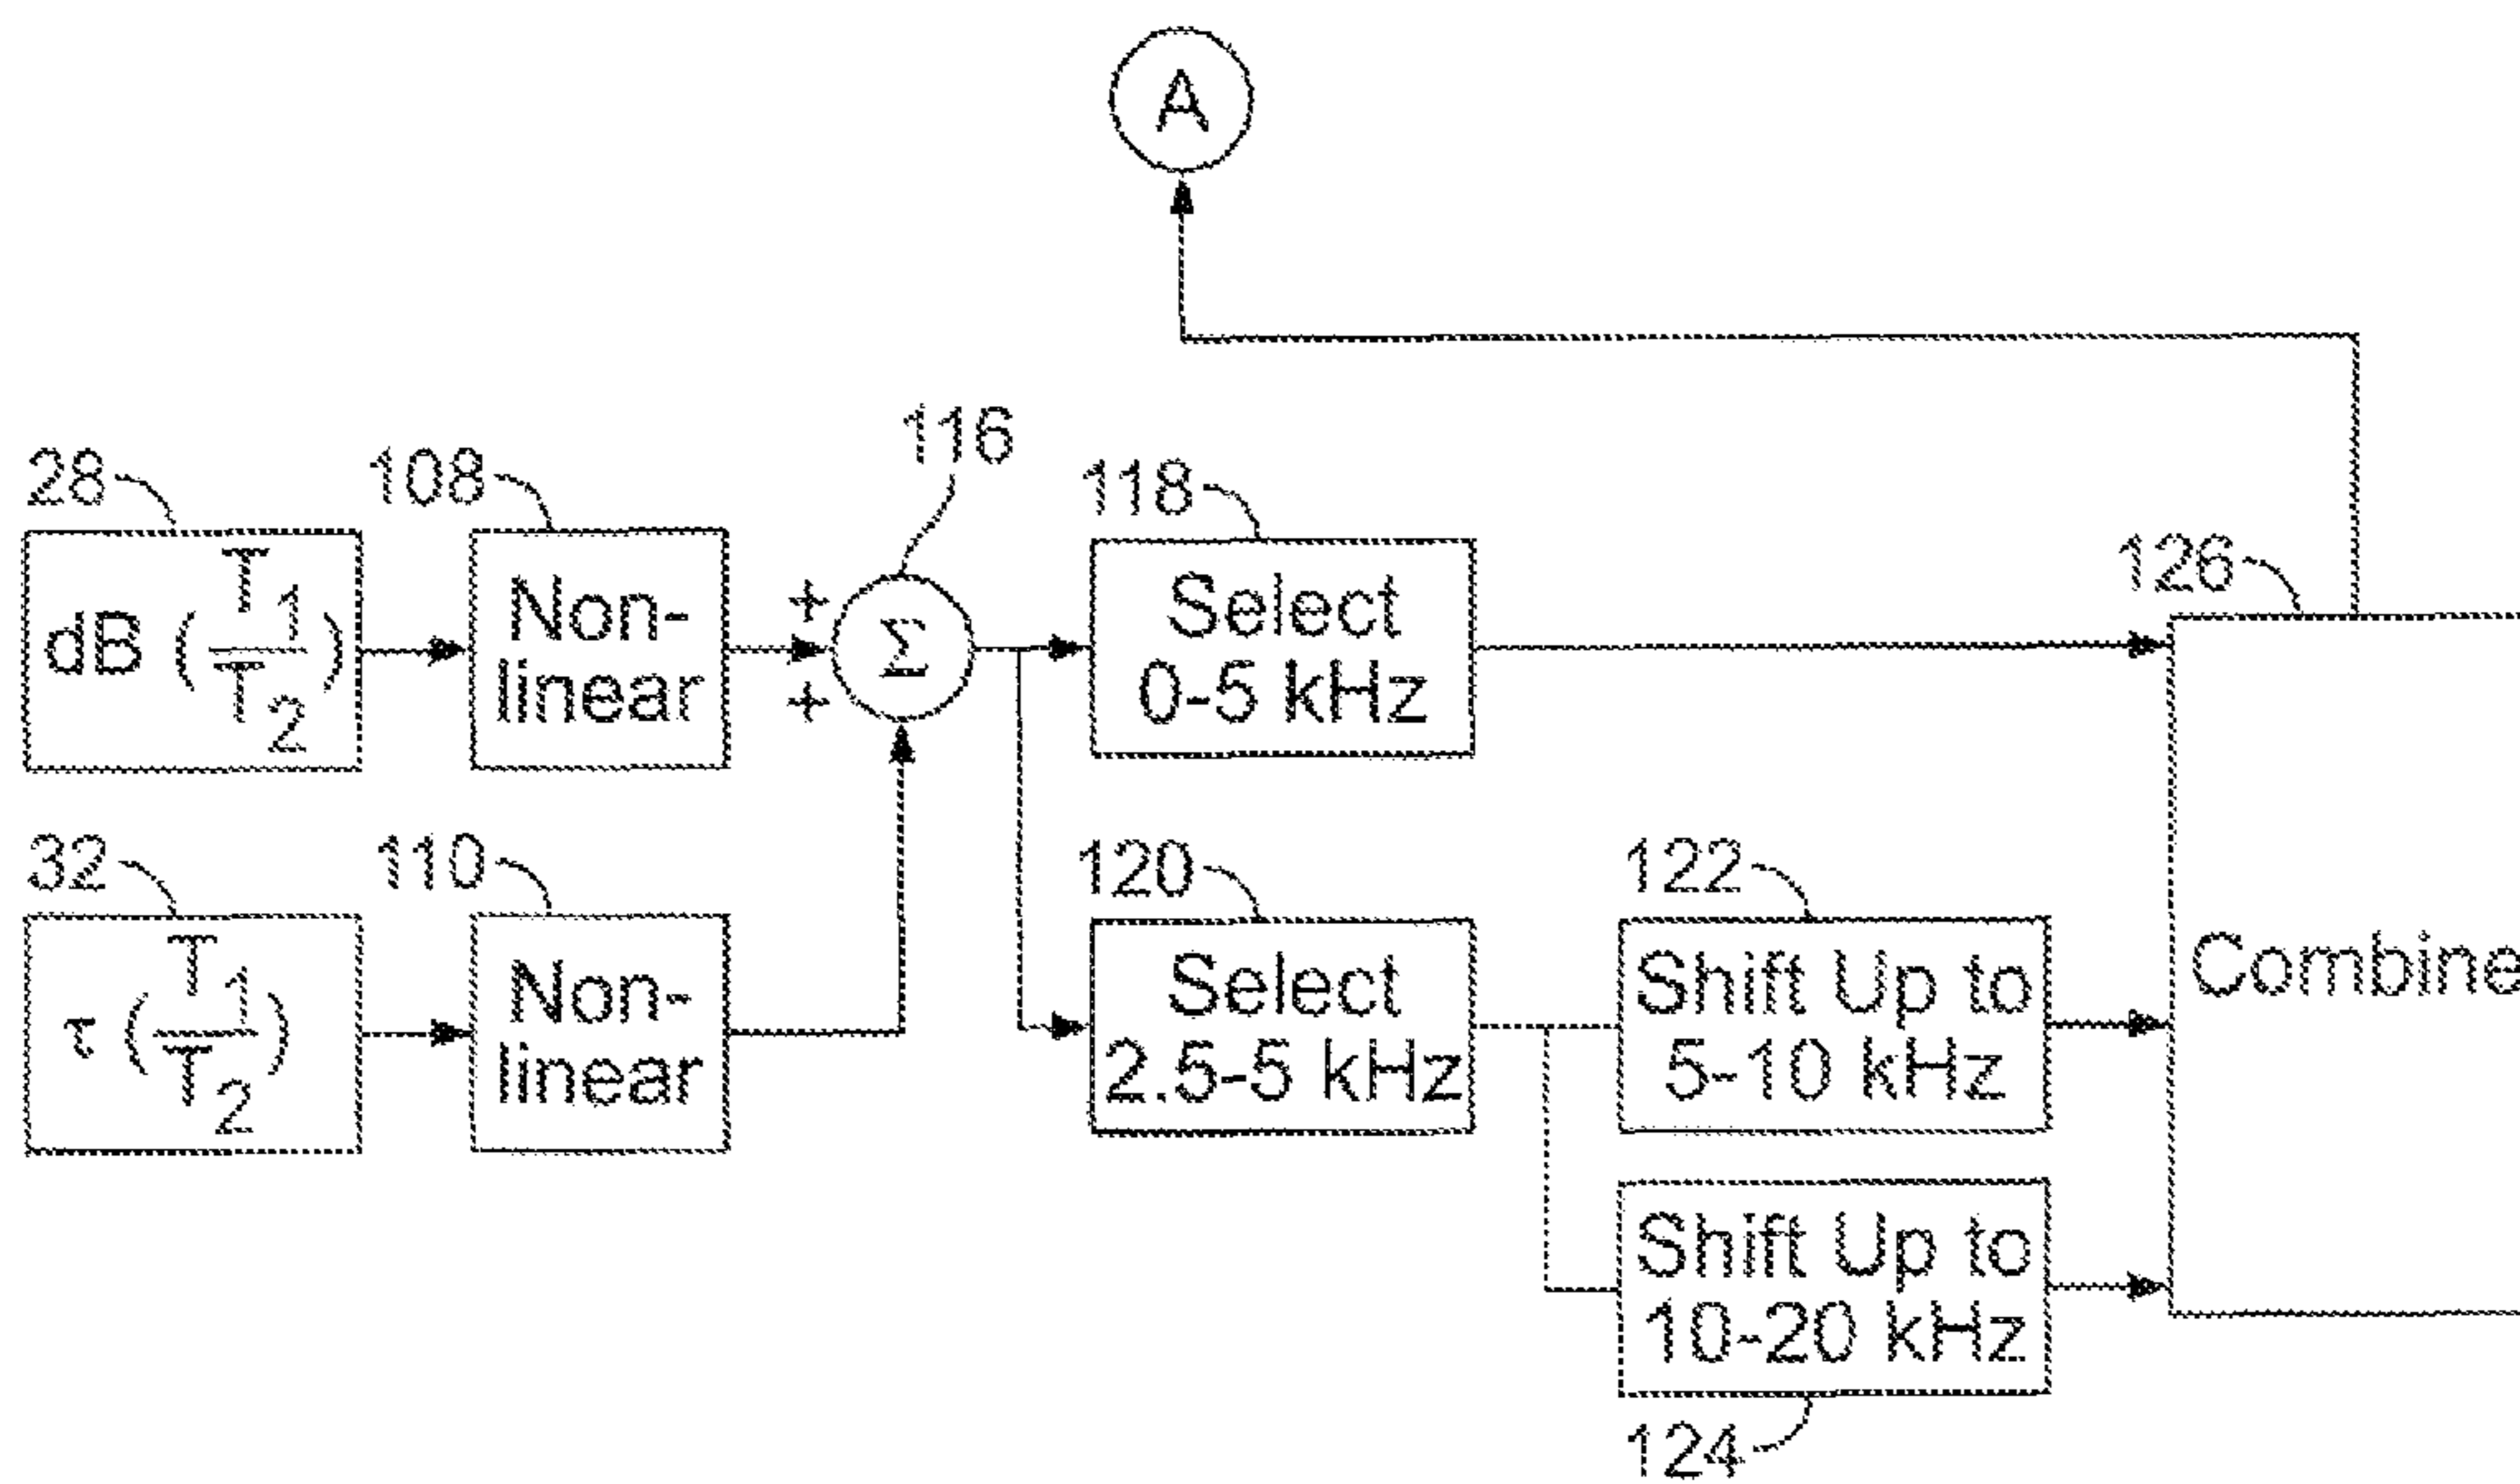 A
116
28
108
118
126
dB (T1/T2)
Non-
linear
+
+
Σ
Select
0-5 kHz
32
110
120
122
τ (T1/T2)
Non-
linear
Select
2.5-5 kHz
Shift Up to
5-10 kHz
Combine
Shift Up to
10-20 kHz
124